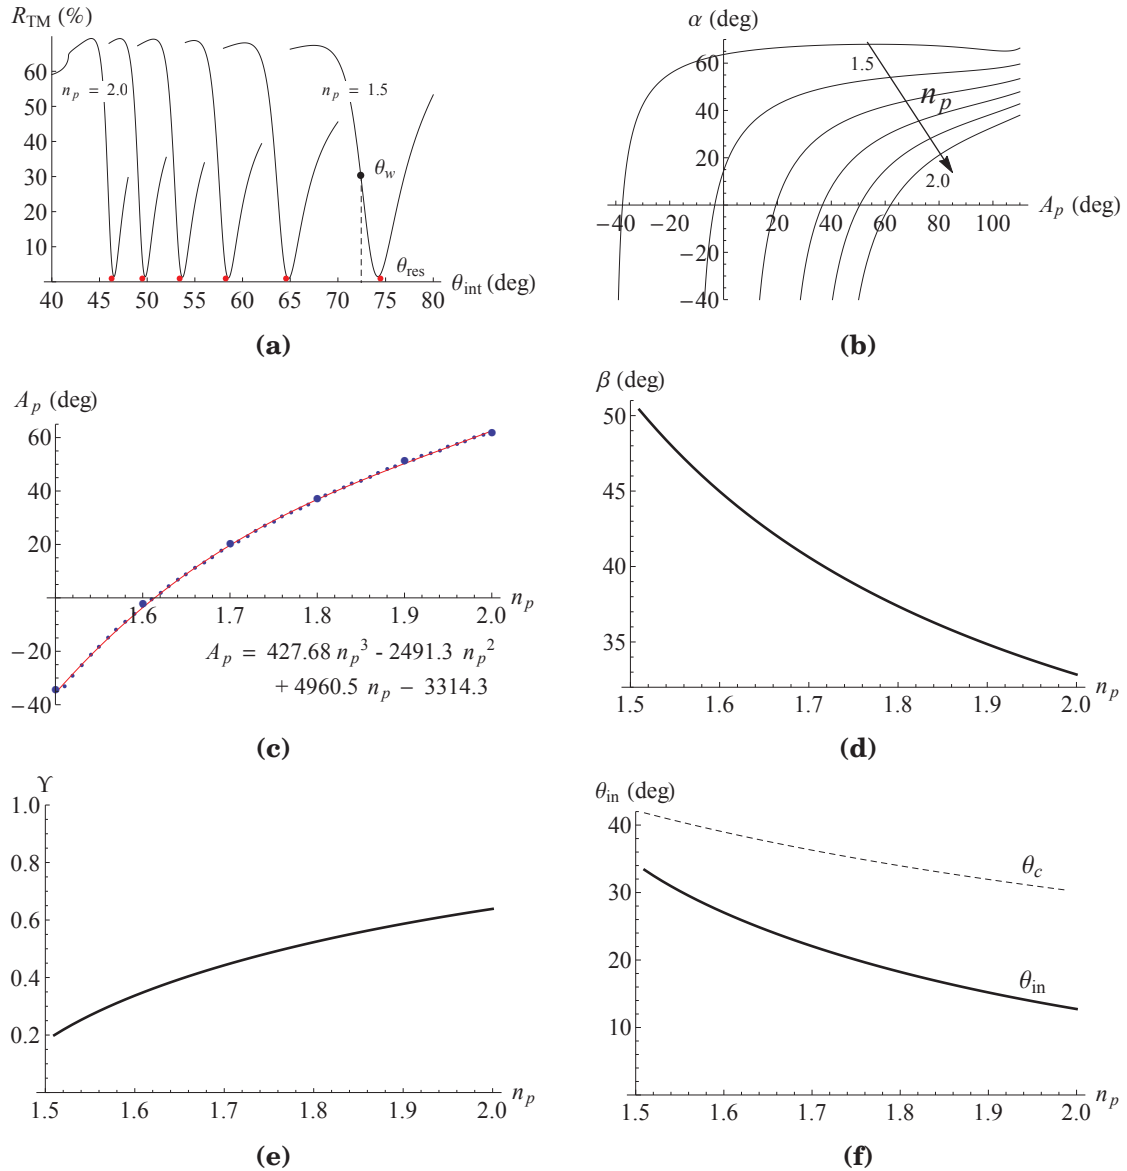 R_TM (%)
60
50
40
30
20
10
n_p = 2.0
n_p = 1.5
θ_w
θ_res
θ_int (deg)
40 45 50 55 60 65 70 75 80
(a)
α (deg)
60
40
20
−20
−40
1.5
n_p
2.0
A_p (deg)
−40 −20 20 40 60 80 100
(b)
A_p (deg)
60
40
20
−20
−40
1.6 1.7 1.8 1.9 2.0 n_p
A_p = 427.68 n_p^3 - 2491.3 n_p^2
+ 4960.5 n_p − 3314.3
(c)
β (deg)
50
45
40
35
1.5 1.6 1.7 1.8 1.9 2.0 n_p
(d)
ϒ
1.0
0.8
0.6
0.4
0.2
1.5 1.6 1.7 1.8 1.9 2.0 n_p
(e)
θ_in (deg)
40
30
20
10
θ_c
θ_in
1.5 1.6 1.7 1.8 1.9 2.0 n_p
(f)